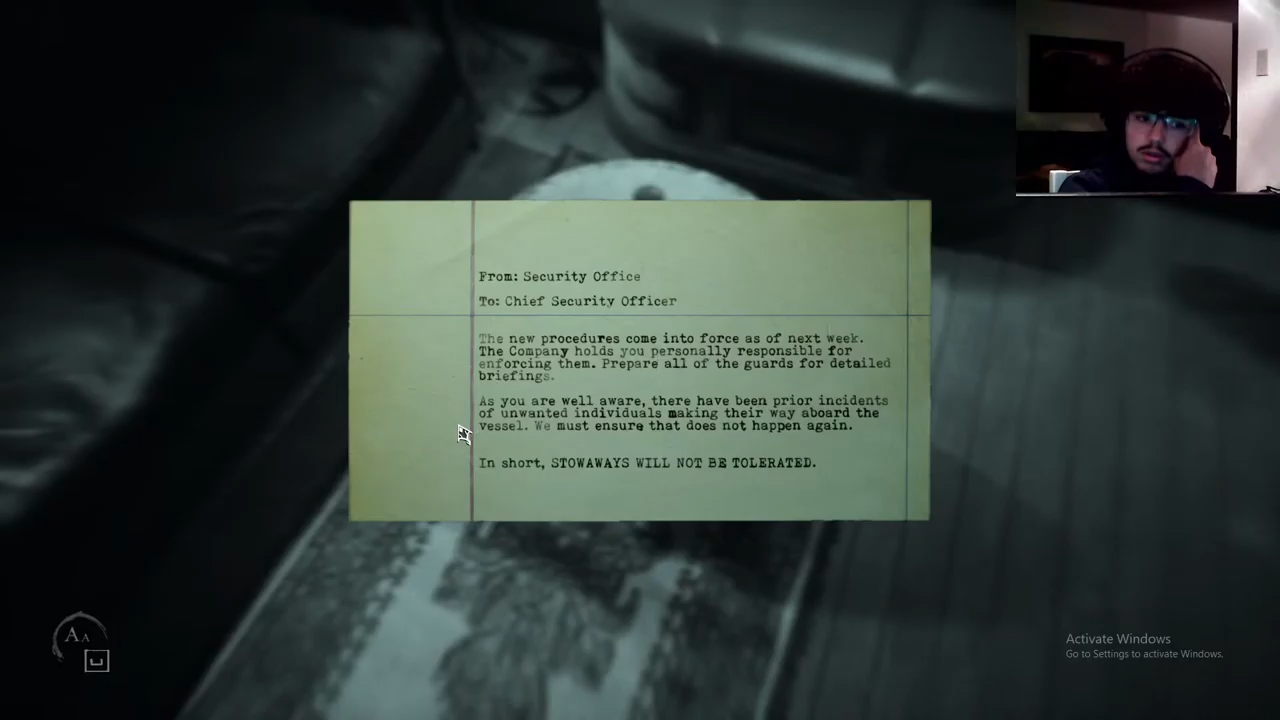 From: Security Office
To: Chief Security Officer
The new procedures come into force as of next week.
The Company holds you personally responsible for
enforcing them. Prepare all of the guards for detailed
briefings.
As you are well aware, there have been prior incidents
of unwanted individuals making their way aboard the
vessel. We must ensure that does not happen again.
In short, STOWAWAYS WILL NOT BE TOLERATED.
AA
Activate Windows
Go to Settings to activate Windows.